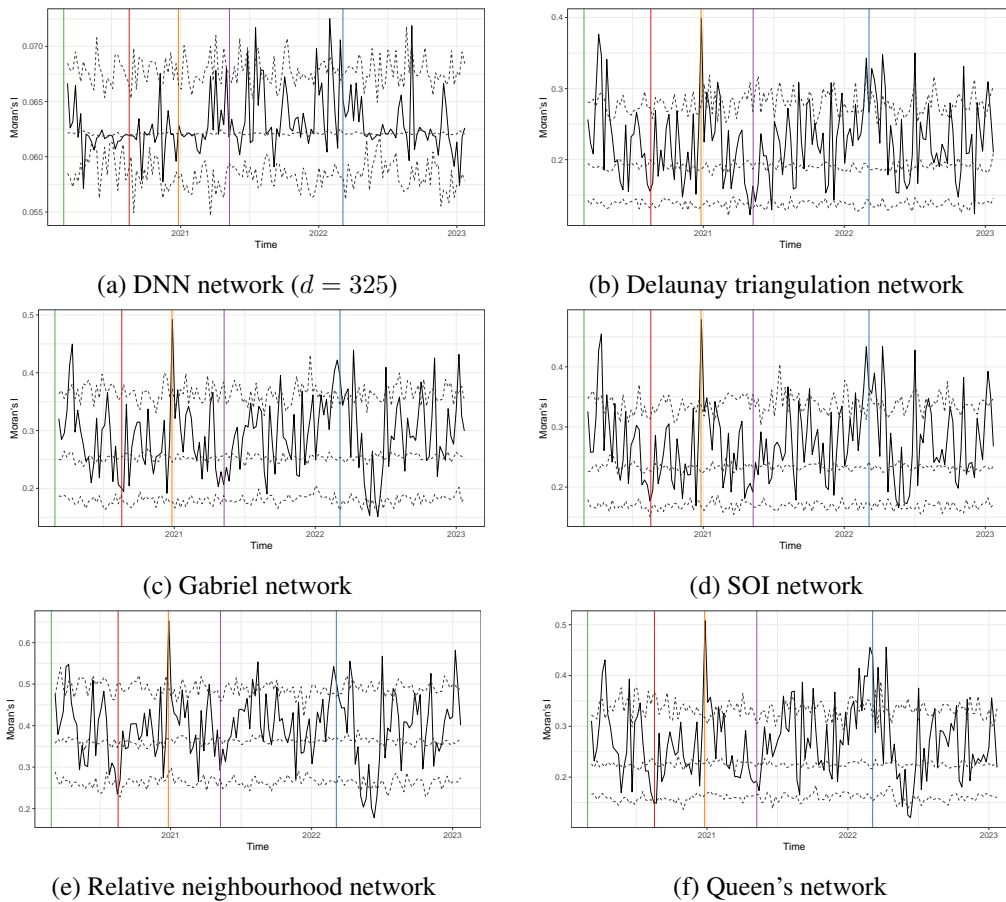 Moran's I
0.070
0.065
0.060
0.055
2021
2022
2023
Time
(a) DNN network (d = 325)
Moran's I
0.4
0.3
0.2
2021
2022
2023
Time
(b) Delaunay triangulation network
Moran's I
0.5
0.4
0.3
0.2
2021
2022
2023
Time
(c) Gabriel network
Moran's I
0.4
0.3
0.2
2021
2022
2023
Time
(d) SOI network
Moran's I
0.6
0.5
0.4
0.3
0.2
2021
2022
2023
Time
(e) Relative neighbourhood network
Moran's I
0.5
0.4
0.3
0.2
2021
2022
2023
Time
(f) Queen's network